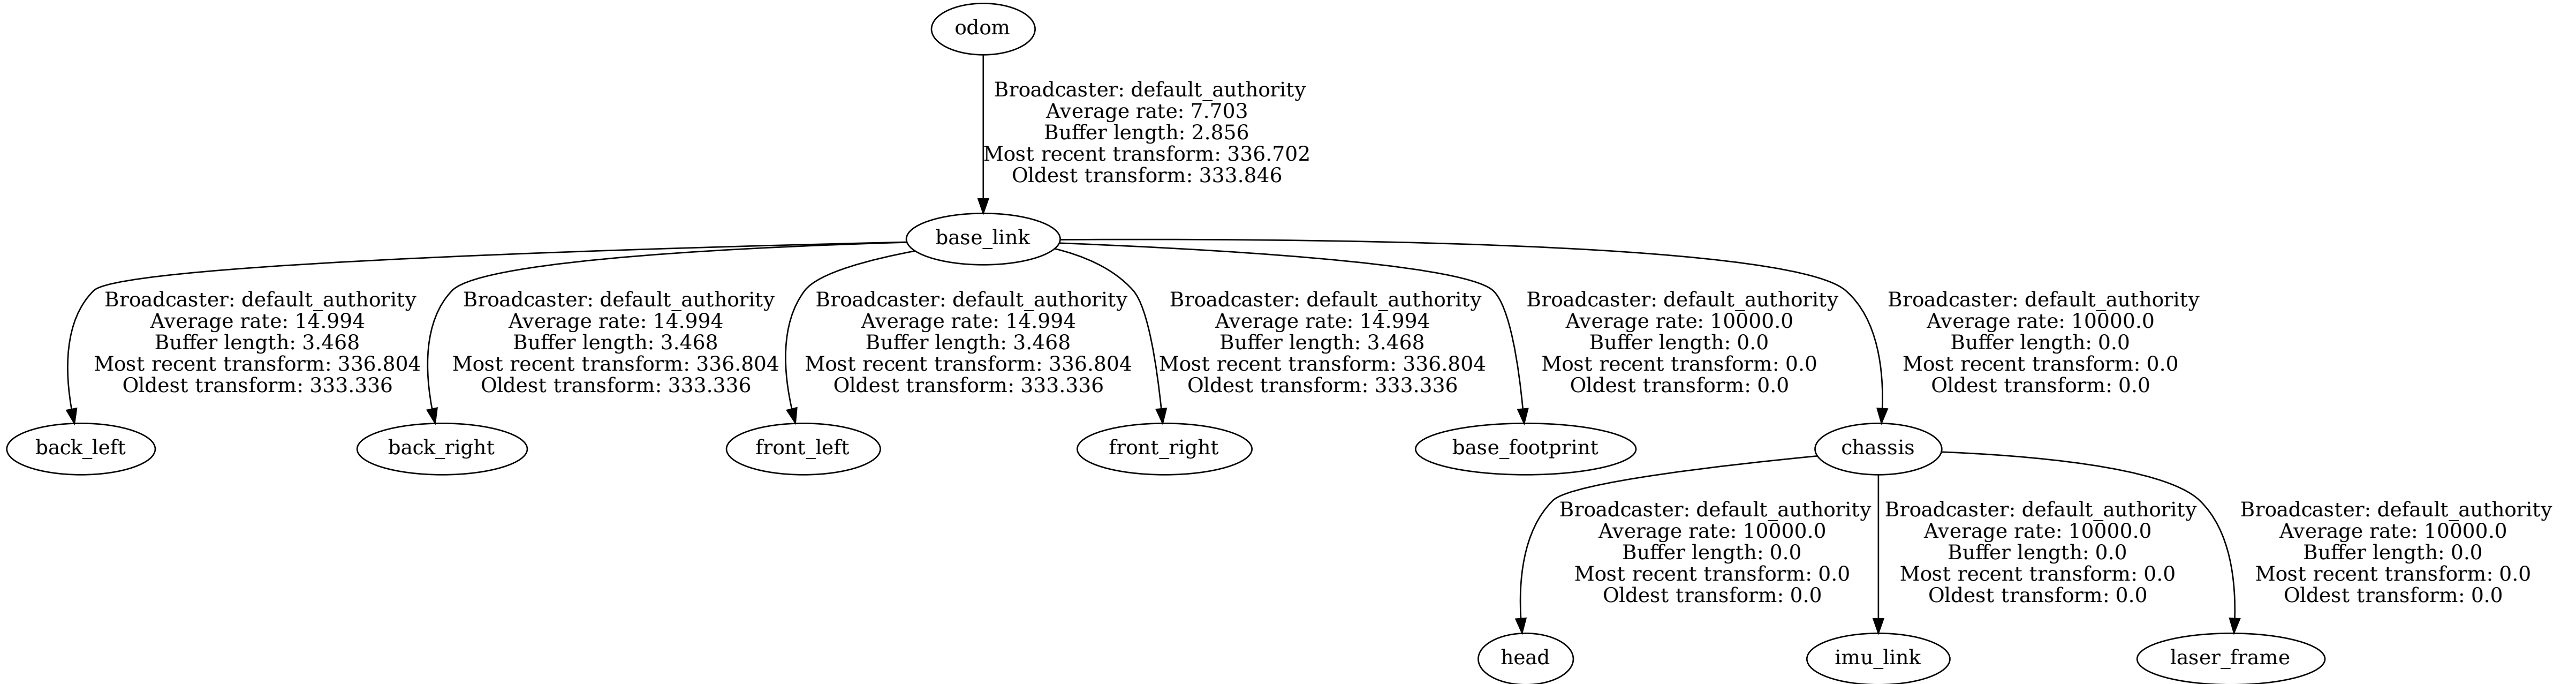 odom
Broadcaster: default_authority
Average rate: 7.703
Buffer length: 2.856
Most recent transform: 336.702
Oldest transform: 333.846
base_link
Broadcaster: default_authority
Average rate: 14.994
Buffer length: 3.468
Most recent transform: 336.804
Oldest transform: 333.336
Broadcaster: default_authority
Average rate: 14.994
Buffer length: 3.468
Most recent transform: 336.804
Oldest transform: 333.336
Broadcaster: default_authority
Average rate: 14.994
Buffer length: 3.468
Most recent transform: 336.804
Oldest transform: 333.336
Broadcaster: default_authority
Average rate: 14.994
Buffer length: 3.468
Most recent transform: 336.804
Oldest transform: 333.336
Broadcaster: default_authority
Average rate: 10000.0
Buffer length: 0.0
Most recent transform: 0.0
Oldest transform: 0.0
Broadcaster: default_authority
Average rate: 10000.0
Buffer length: 0.0
Most recent transform: 0.0
Oldest transform: 0.0
back_left
back_right
front_left
front_right
base_footprint
chassis
Broadcaster: default_authority
Average rate: 10000.0
Buffer length: 0.0
Most recent transform: 0.0
Oldest transform: 0.0
Broadcaster: default_authority
Average rate: 10000.0
Buffer length: 0.0
Most recent transform: 0.0
Oldest transform: 0.0
Broadcaster: default_authority
Average rate: 10000.0
Buffer length: 0.0
Most recent transform: 0.0
Oldest transform: 0.0
head
imu_link
laser_frame